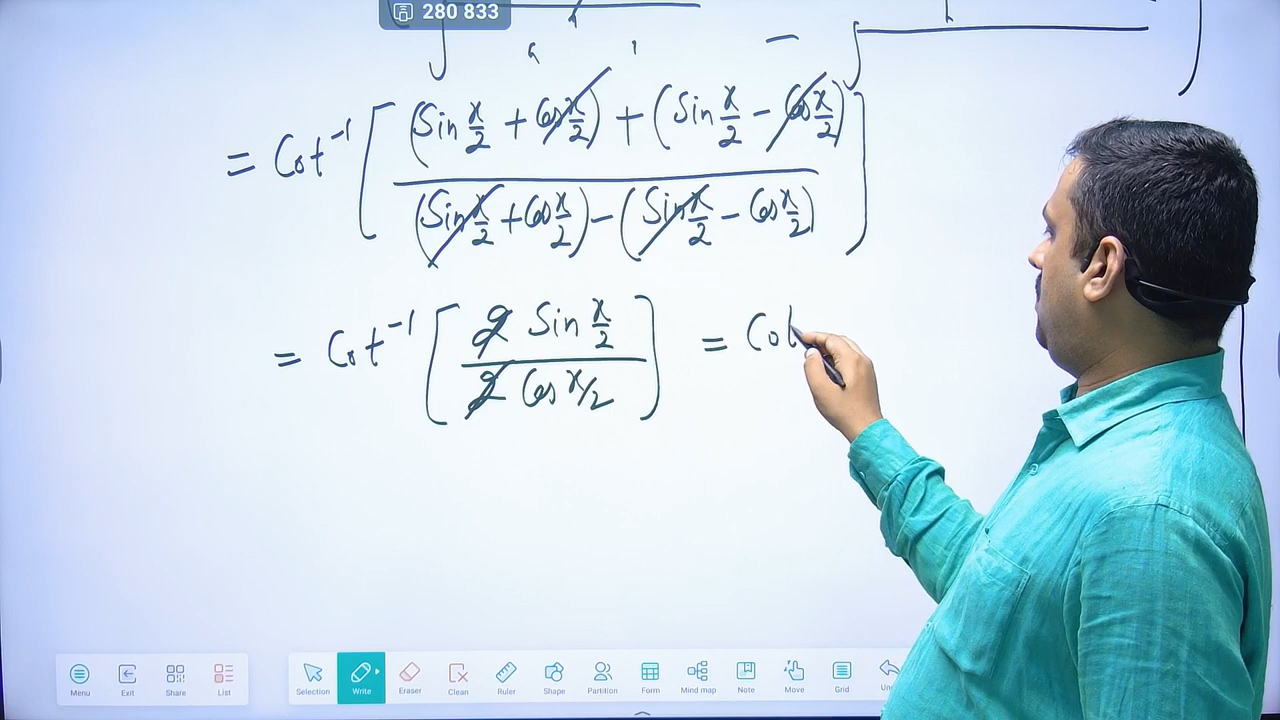 280 833
= Cot⁻¹ [ (Sin x/2 + Cos x/2) + (Sin x/2 - Cos x/2) / (Sin x/2 + Cos x/2) - (Sin x/2 - Cos x/2) ]
= Cot⁻¹ [ 2 Sin x/2 / 2 Cos x/2 ] = Cot
Menu Exit Share List Selection Write Eraser Clean Ruler Shape Partition Form Mind map Note Move Grid